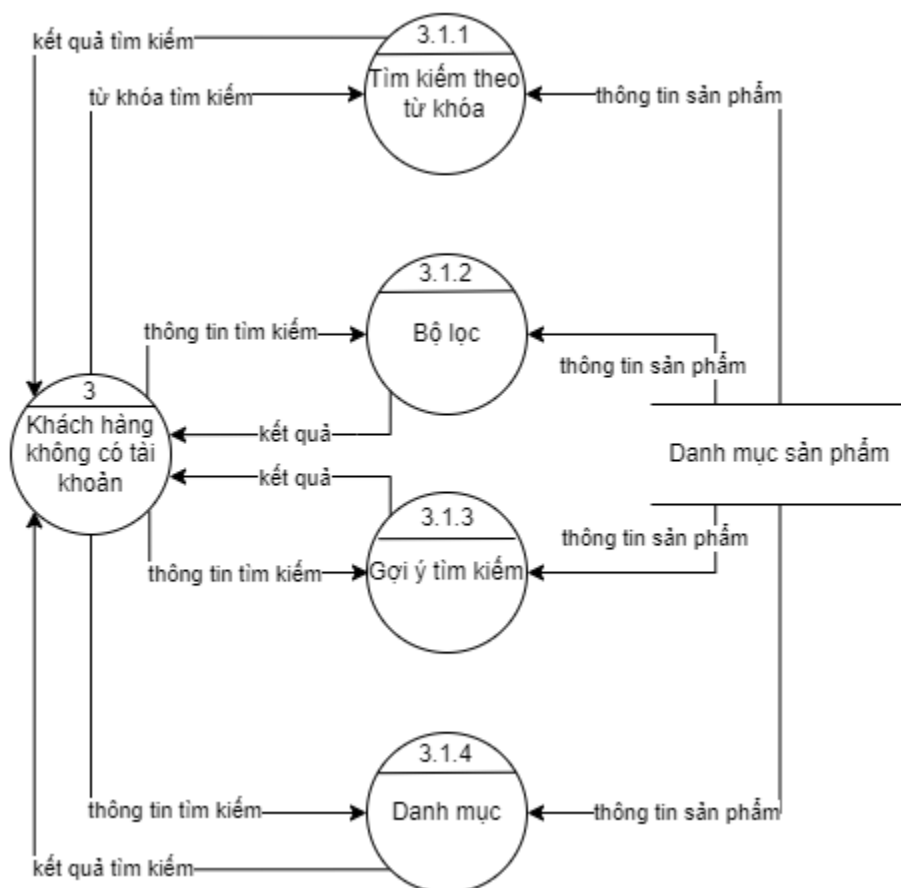 3.1.1
kết quả tìm kiếm
Tìm kiếm theo
từ khóa
từ khóa tìm kiếm
thông tin sản phẩm
3.1.2
thông tin tìm kiếm
Bộ lọc
thông tin sản phẩm
3
Khách hàng
không có tài
khoản
kết quả
Danh mục sản phẩm
kết quả
3.1.3
thông tin sản phẩm
thông tin tìm kiếm
Gợi ý tìm kiếm
3.1.4
thông tin tìm kiếm
Danh mục
thông tin sản phẩm
kết quả tìm kiếm